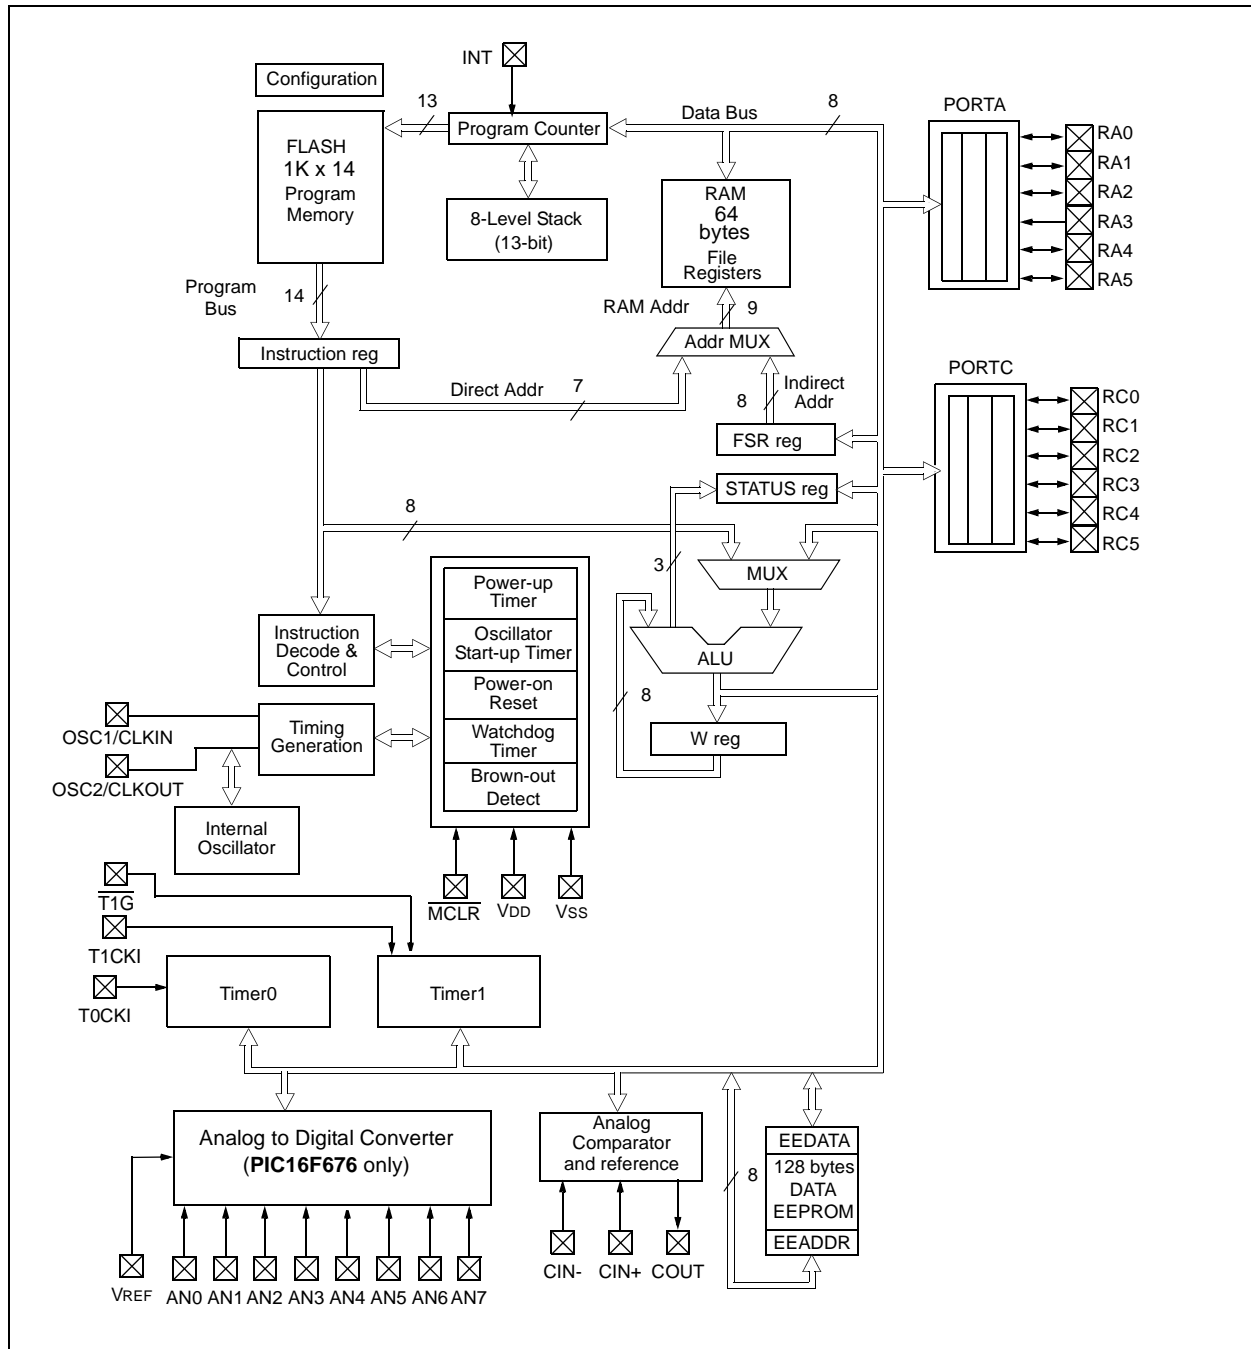 INT
Configuration
13
Data Bus
8
PORTA
Program Counter
FLASH
1K x 14
Program
Memory
8-Level Stack
(13-bit)
RAM
64
bytes
File
Registers
RA0
RA1
RA2
RA3
RA4
RA5
Program
Bus
14
RAM Addr
9
Addr MUX
Instruction reg
Direct Addr
7
8
Indirect
Addr
PORTC
FSR reg
STATUS reg
RC0
RC1
RC2
RC3
RC4
RC5
8
3
MUX
Power-up
Timer
Oscillator
Start-up Timer
Power-on
Reset
Watchdog
Timer
Brown-out
Detect
Instruction
Decode &
Control
ALU
8
W reg
OSC1/CLKIN
Timing
Generation
OSC2/CLKOUT
Internal
Oscillator
T1G
MCLR
VDD
VSS
T1CKI
T0CKI
Timer0
Timer1
Analog to Digital Converter
(PIC16F676 only)
Analog
Comparator
and reference
EEDATA
128 bytes
DATA
EEPROM
EEADDR
8
VREF
AN0
AN1
AN2
AN3
AN4
AN5
AN6
AN7
CIN-
CIN+
COUT